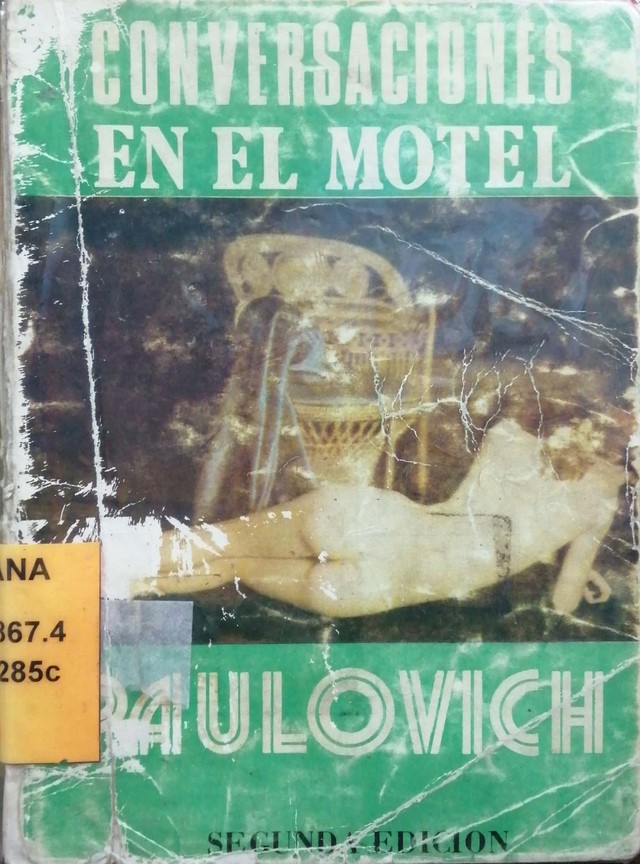 CONVERSACIONES
EN EL MOTEL
ANA
867.4
285c
PAULOVICH
SEGUNDA EDICION